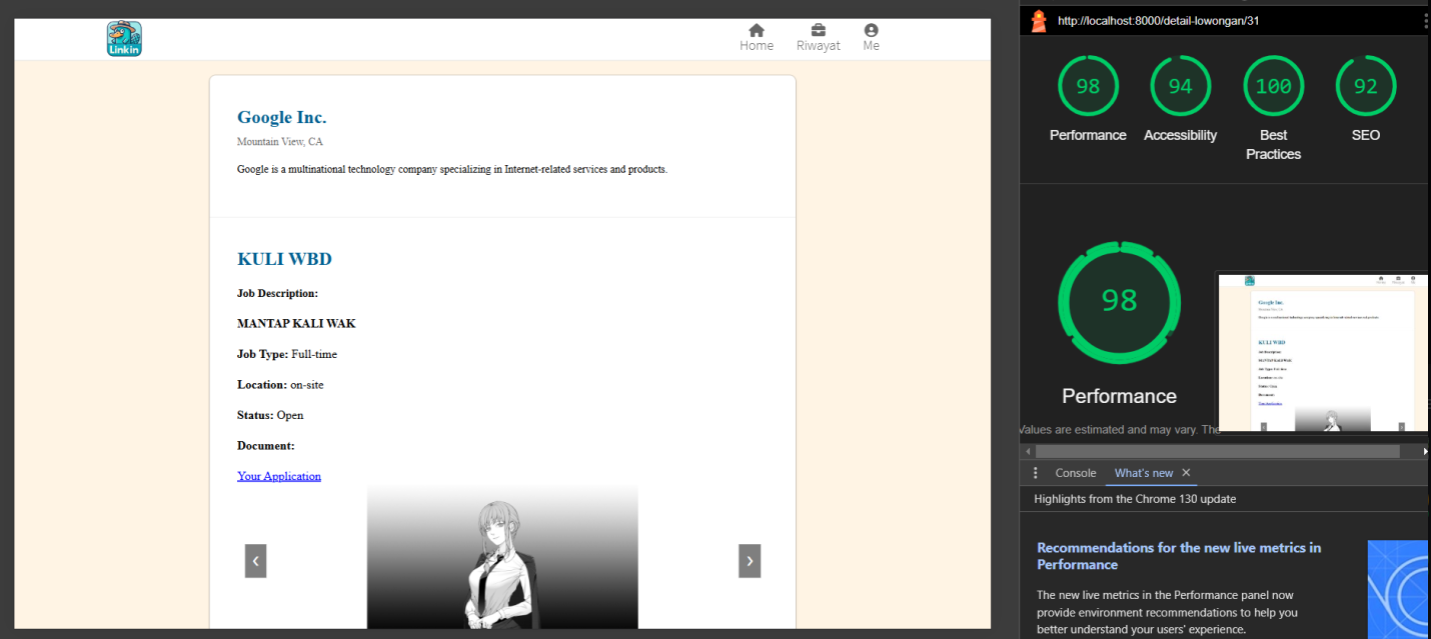 Linkin
Home
Riwayat
Me
Google Inc.
Mountain View, CA
Google is a multinational technology company specializing in Internet-related services and products.
KULI WBD
Job Description:
MANTAP KALI WAK
Job Type: Full-time
Location: on-site
Status: Open
Document:
Your Application
http://localhost:8000/detail-lowongan/31
98
94
100
92
Performance
Accessibility
Best
Practices
SEO
98
Performance
Values are estimated and may vary. The
Google Inc.
KULI WBD
Console
What's new
Highlights from the Chrome 130 update
Recommendations for the new live metrics in
Performance
The new live metrics in the Performance panel now
provide environment recommendations to help you
better understand your users' experience.